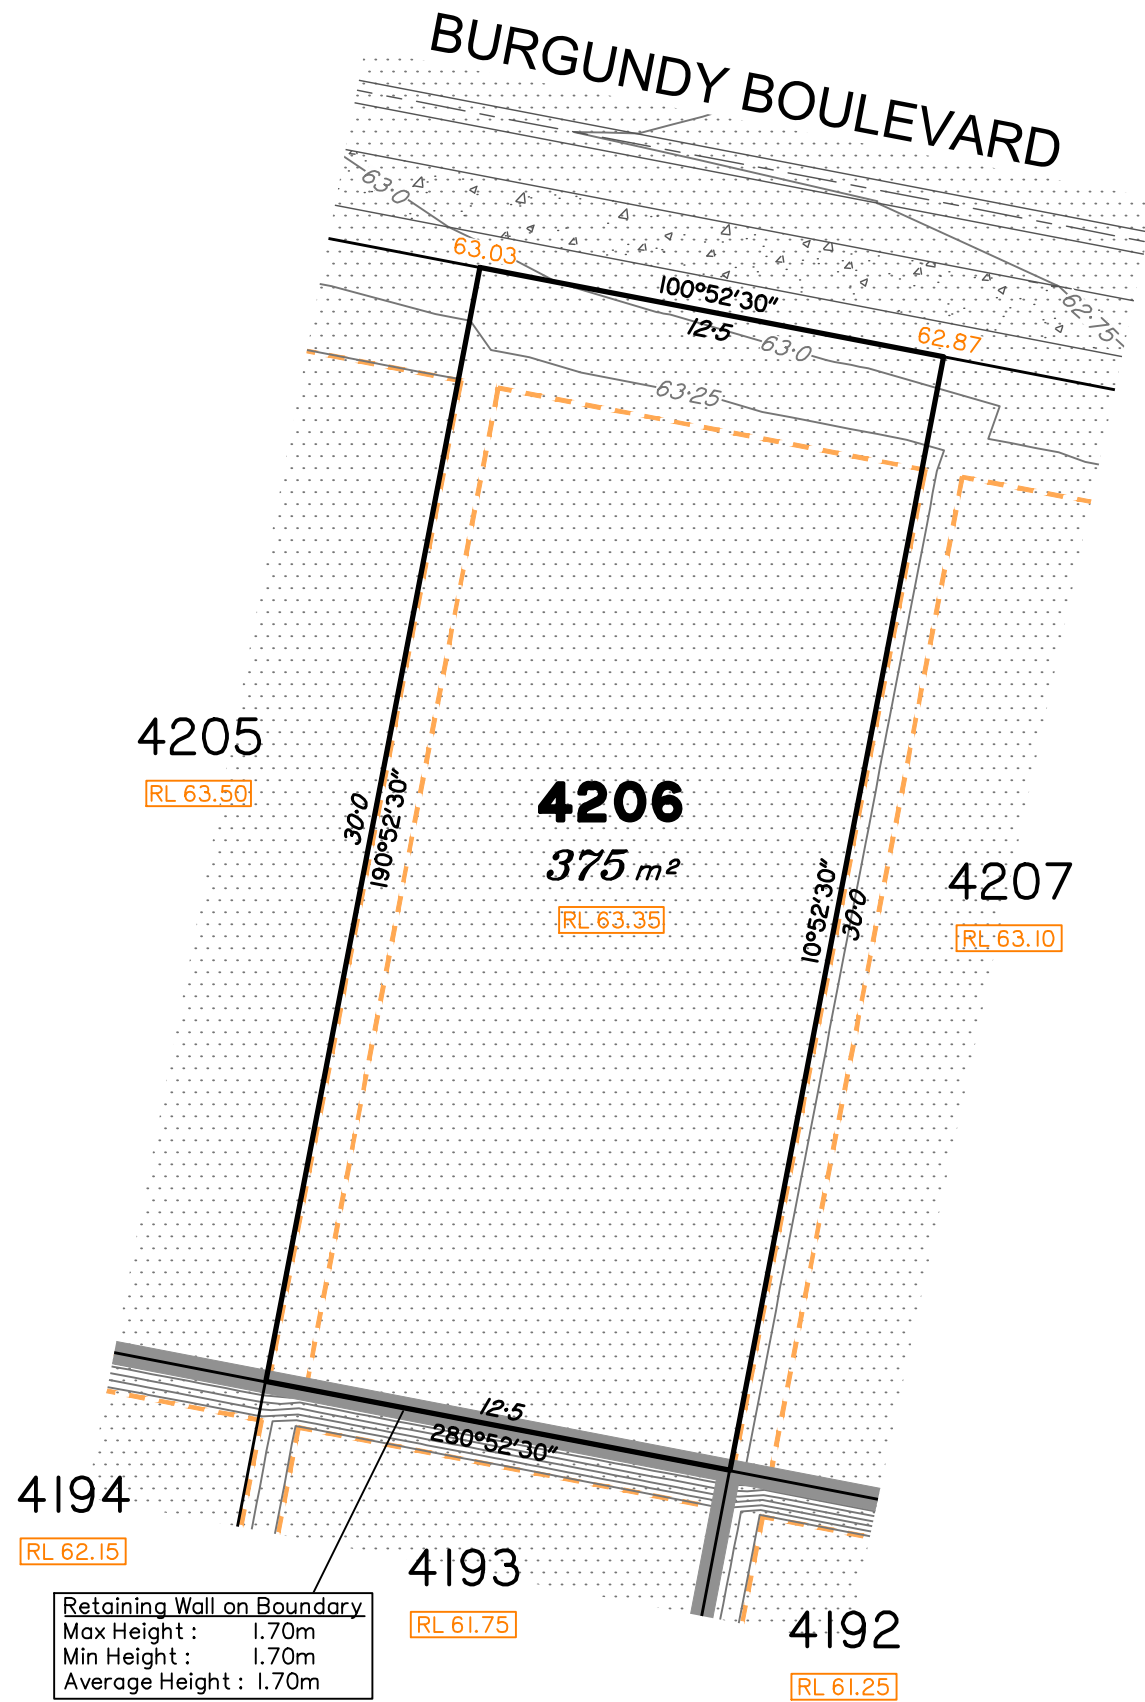 BURGUNDY BOULEVARD
63·0
63.03
100°52'30"
12·5
62·75
62.87
63·0
63·25
4205
RL 63.50
30·0
190°52'30"
4206
375 m²
RL 63.35
10°52'30"
30·0
4207
RL 63.10
12·5
280°52'30"
4194
RL 62.15
4193
RL 61.75
4192
RL 61.25
Retaining Wall on Boundary
Max Height : 1.70m
Min Height : 1.70m
Average Height : 1.70m